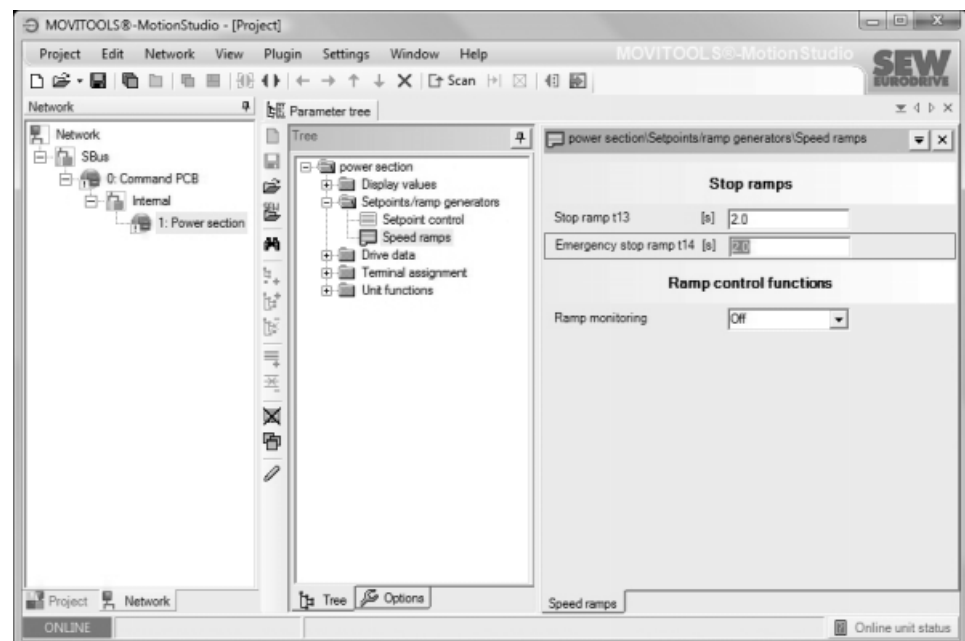 MOVITOOLS®-MotionStudio - [Project]
Project Edit Network View Plugin Settings Window Help
MOVITOOLS®-MotionStudio
SEW
EURODRIVE
Scan
Network
Parameter tree
Network
SBus
0: Command PCB
Internal
1: Power section
Project Network
Tree
power section
Display values
Setpoints/ramp generators
Setpoint control
Speed ramps
Drive data
Terminal assignment
Unit functions
Tree Options
power section\Setpoints/ramp generators\Speed ramps
Stop ramps
Stop ramp t13 [s] 2.0
Emergency stop ramp t14 [s] 2.0
Ramp control functions
Ramp monitoring Off
Speed ramps
ONLINE
Online unit status